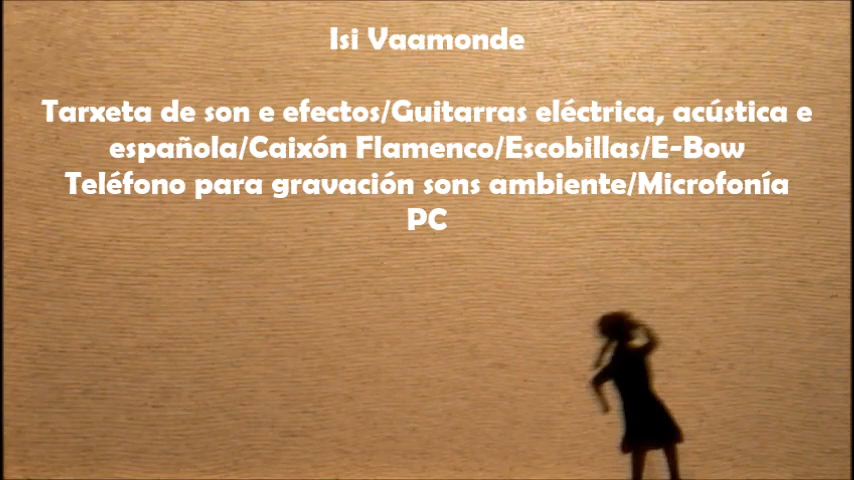 Isi Vaamonde
Tarxeta de son e efectos/Guitarras eléctrica, acústica e
española/Caixón Flamenco/Escobillas/E-Bow
Teléfono para gravación sons ambiente/Microfonía
PC